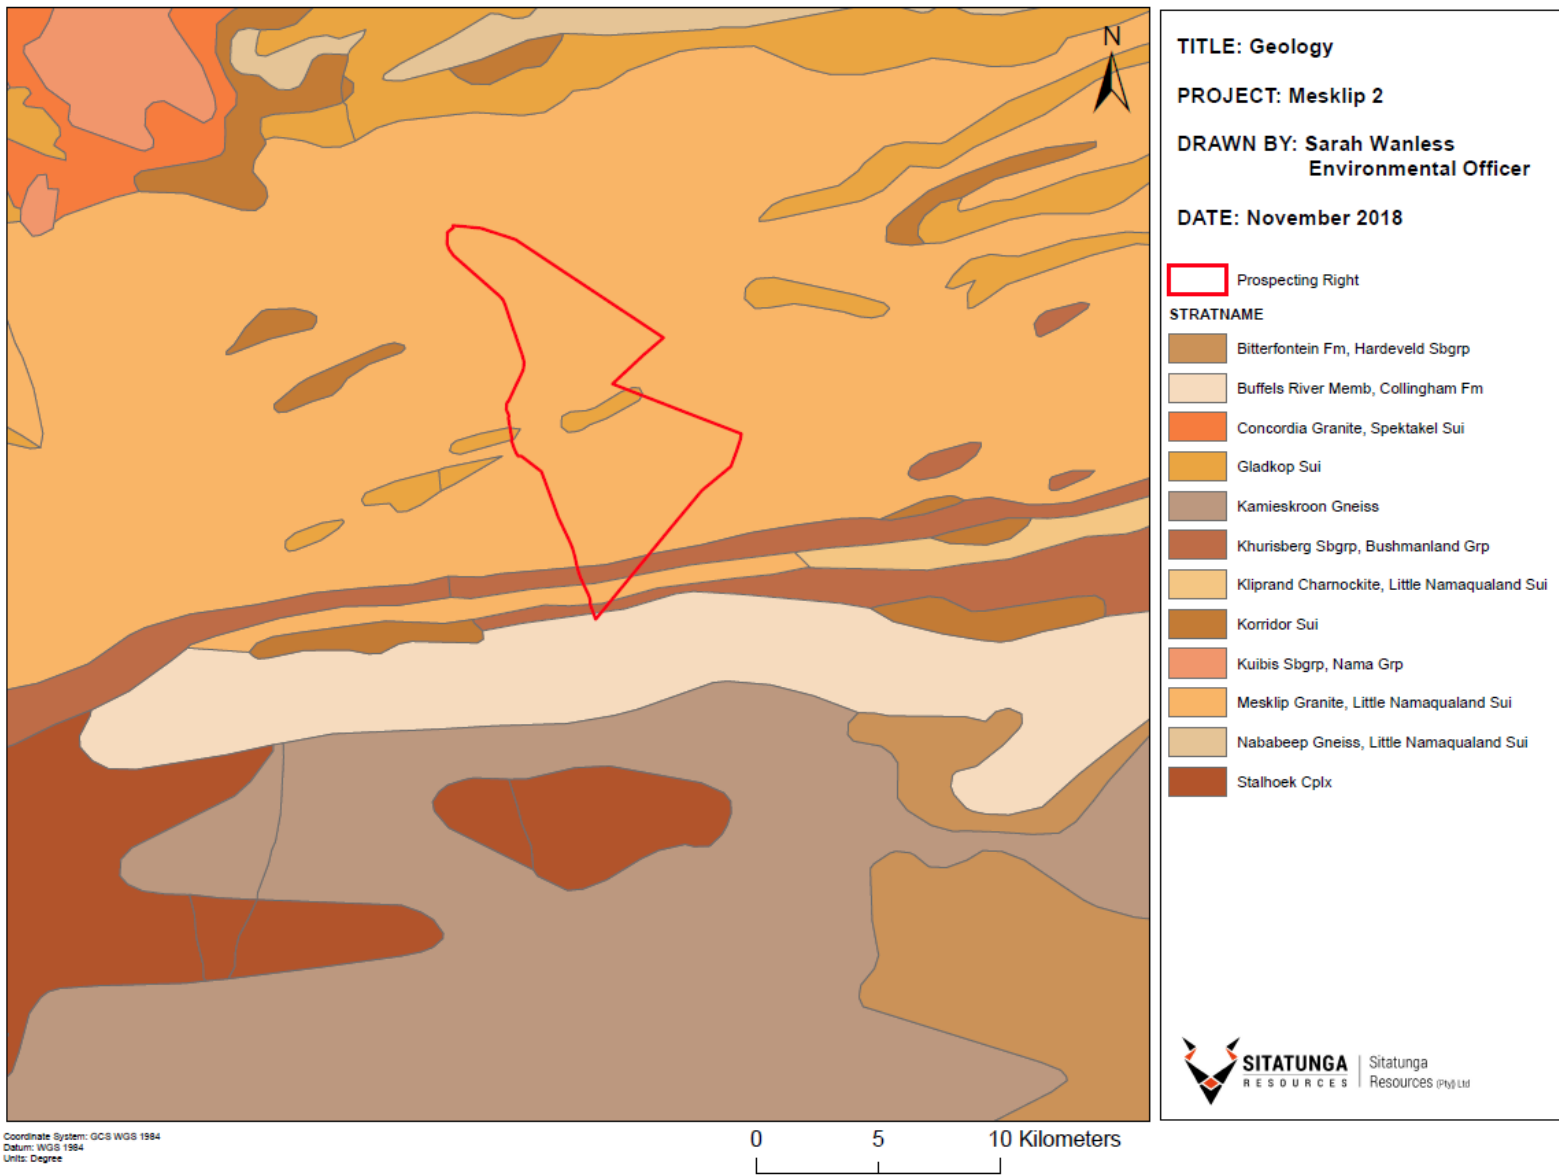 N
TITLE: Geology
PROJECT: Mesklip 2
DRAWN BY: Sarah Wanless
Environmental Officer
DATE: November 2018
Prospecting Right
STRATNAME
Bitterfontein Fm, Hardeveld Sbgrp
Buffels River Memb, Collingham Fm
Concordia Granite, Spektakel Sui
Gladkop Sui
Kamieskroon Gneiss
Khurisberg Sbgrp, Bushmanland Grp
Kliprand Charnockite, Little Namaqualand Sui
Korridor Sui
Kuibis Sbgrp, Nama Grp
Mesklip Granite, Little Namaqualand Sui
Nababeep Gneiss, Little Namaqualand Sui
Stalhoek Cplx
SITATUNGA
RESOURCES
Sitatunga
Resources (Pty) Ltd
Coordinate System: GCS WGS 1984
Datum: WGS 1984
Units: Degree
0 5 10 Kilometers